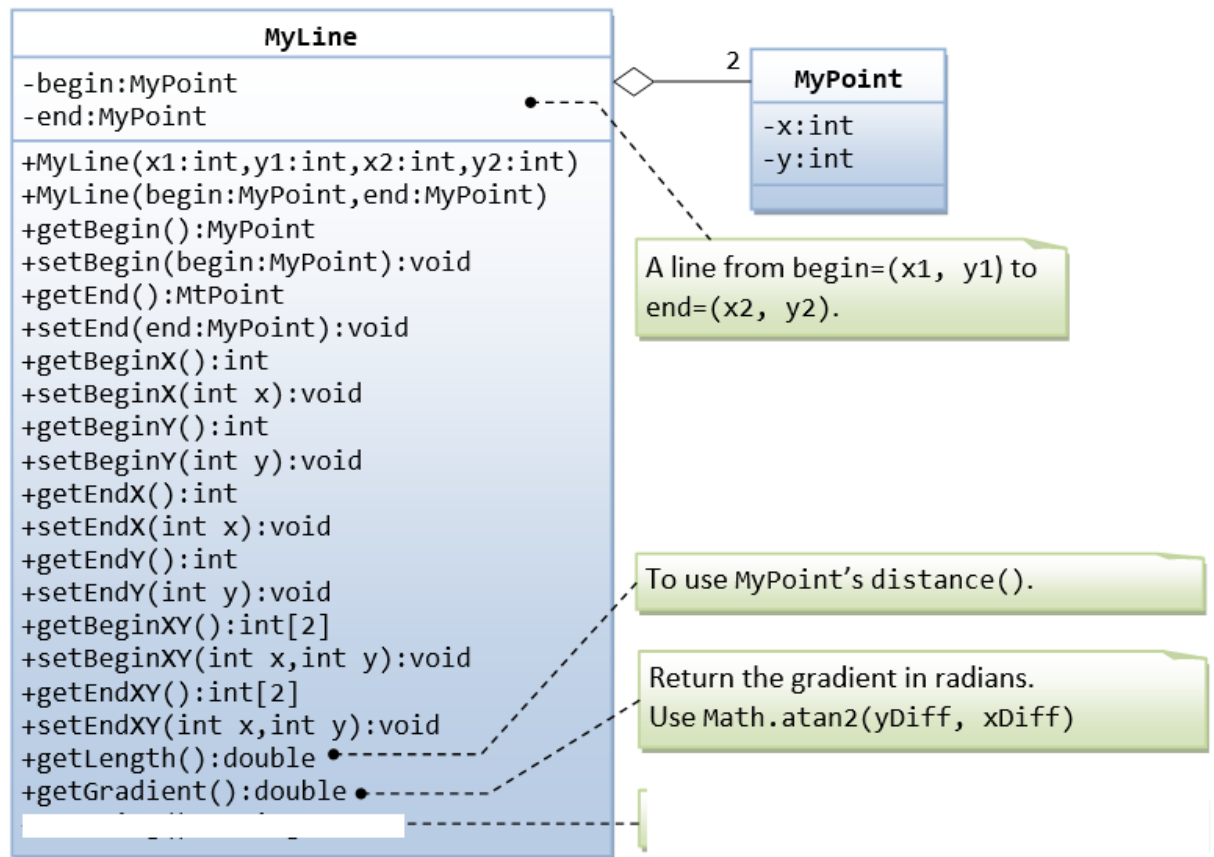 MyLine
-begin:MyPoint
-end:MyPoint
+MyLine(x1:int,y1:int,x2:int,y2:int)
+MyLine(begin:MyPoint,end:MyPoint)
+getBegin():MyPoint
+setBegin(begin:MyPoint):void
+getEnd():MtPoint
+setEnd(end:MyPoint):void
+getBeginX():int
+setBeginX(int x):void
+getBeginY():int
+setBeginY(int y):void
+getEndX():int
+setEndX(int x):void
+getEndY():int
+setEndY(int y):void
+getBeginXY():int[2]
+setBeginXY(int x,int y):void
+getEndXY():int[2]
+setEndXY(int x,int y):void
+getLength():double
+getGradient():double
2
MyPoint
-x:int
-y:int
A line from begin=(x1, y1) to
end=(x2, y2).
To use MyPoint's distance().
Return the gradient in radians.
Use Math.atan2(yDiff, xDiff)